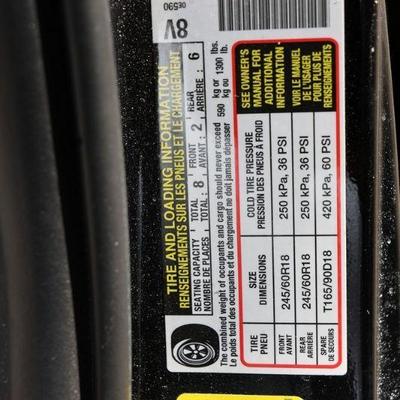 0E590
8V
TIRE AND LOADING INFORMATION
RENSEIGNEMENTS SUR LES PNEUS ET LE CHARGEMENT
SEATING CAPACITY TOTAL: 8 FRONT 2 REAR 6
NOMBRE DE PLACES TOTAL: AVANT: ARRIÈRE:
The combined weight of occupants and cargo should never exceed 590 kg or 1300 lbs.
Le poids total des occupants et du chargement ne doit jamais dépasser 590 kg ou 1300 lb.
TIRE SIZE COLD TIRE PRESSURE SEE OWNER'S MANUAL FOR ADDITIONAL INFORMATION
PNEU DIMENSIONS PRESSION DES PNEUS À FROID VOIR LE MANUEL DE L'USAGER POUR PLUS DE RENSEIGNEMENTS
FRONT AVANT 245/60R18 250 kPa, 36 PSI
REAR ARRIÈRE 245/60R18 250 kPa, 36 PSI
SPARE DE SECOURS T165/90D18 420 kPa, 60 PSI